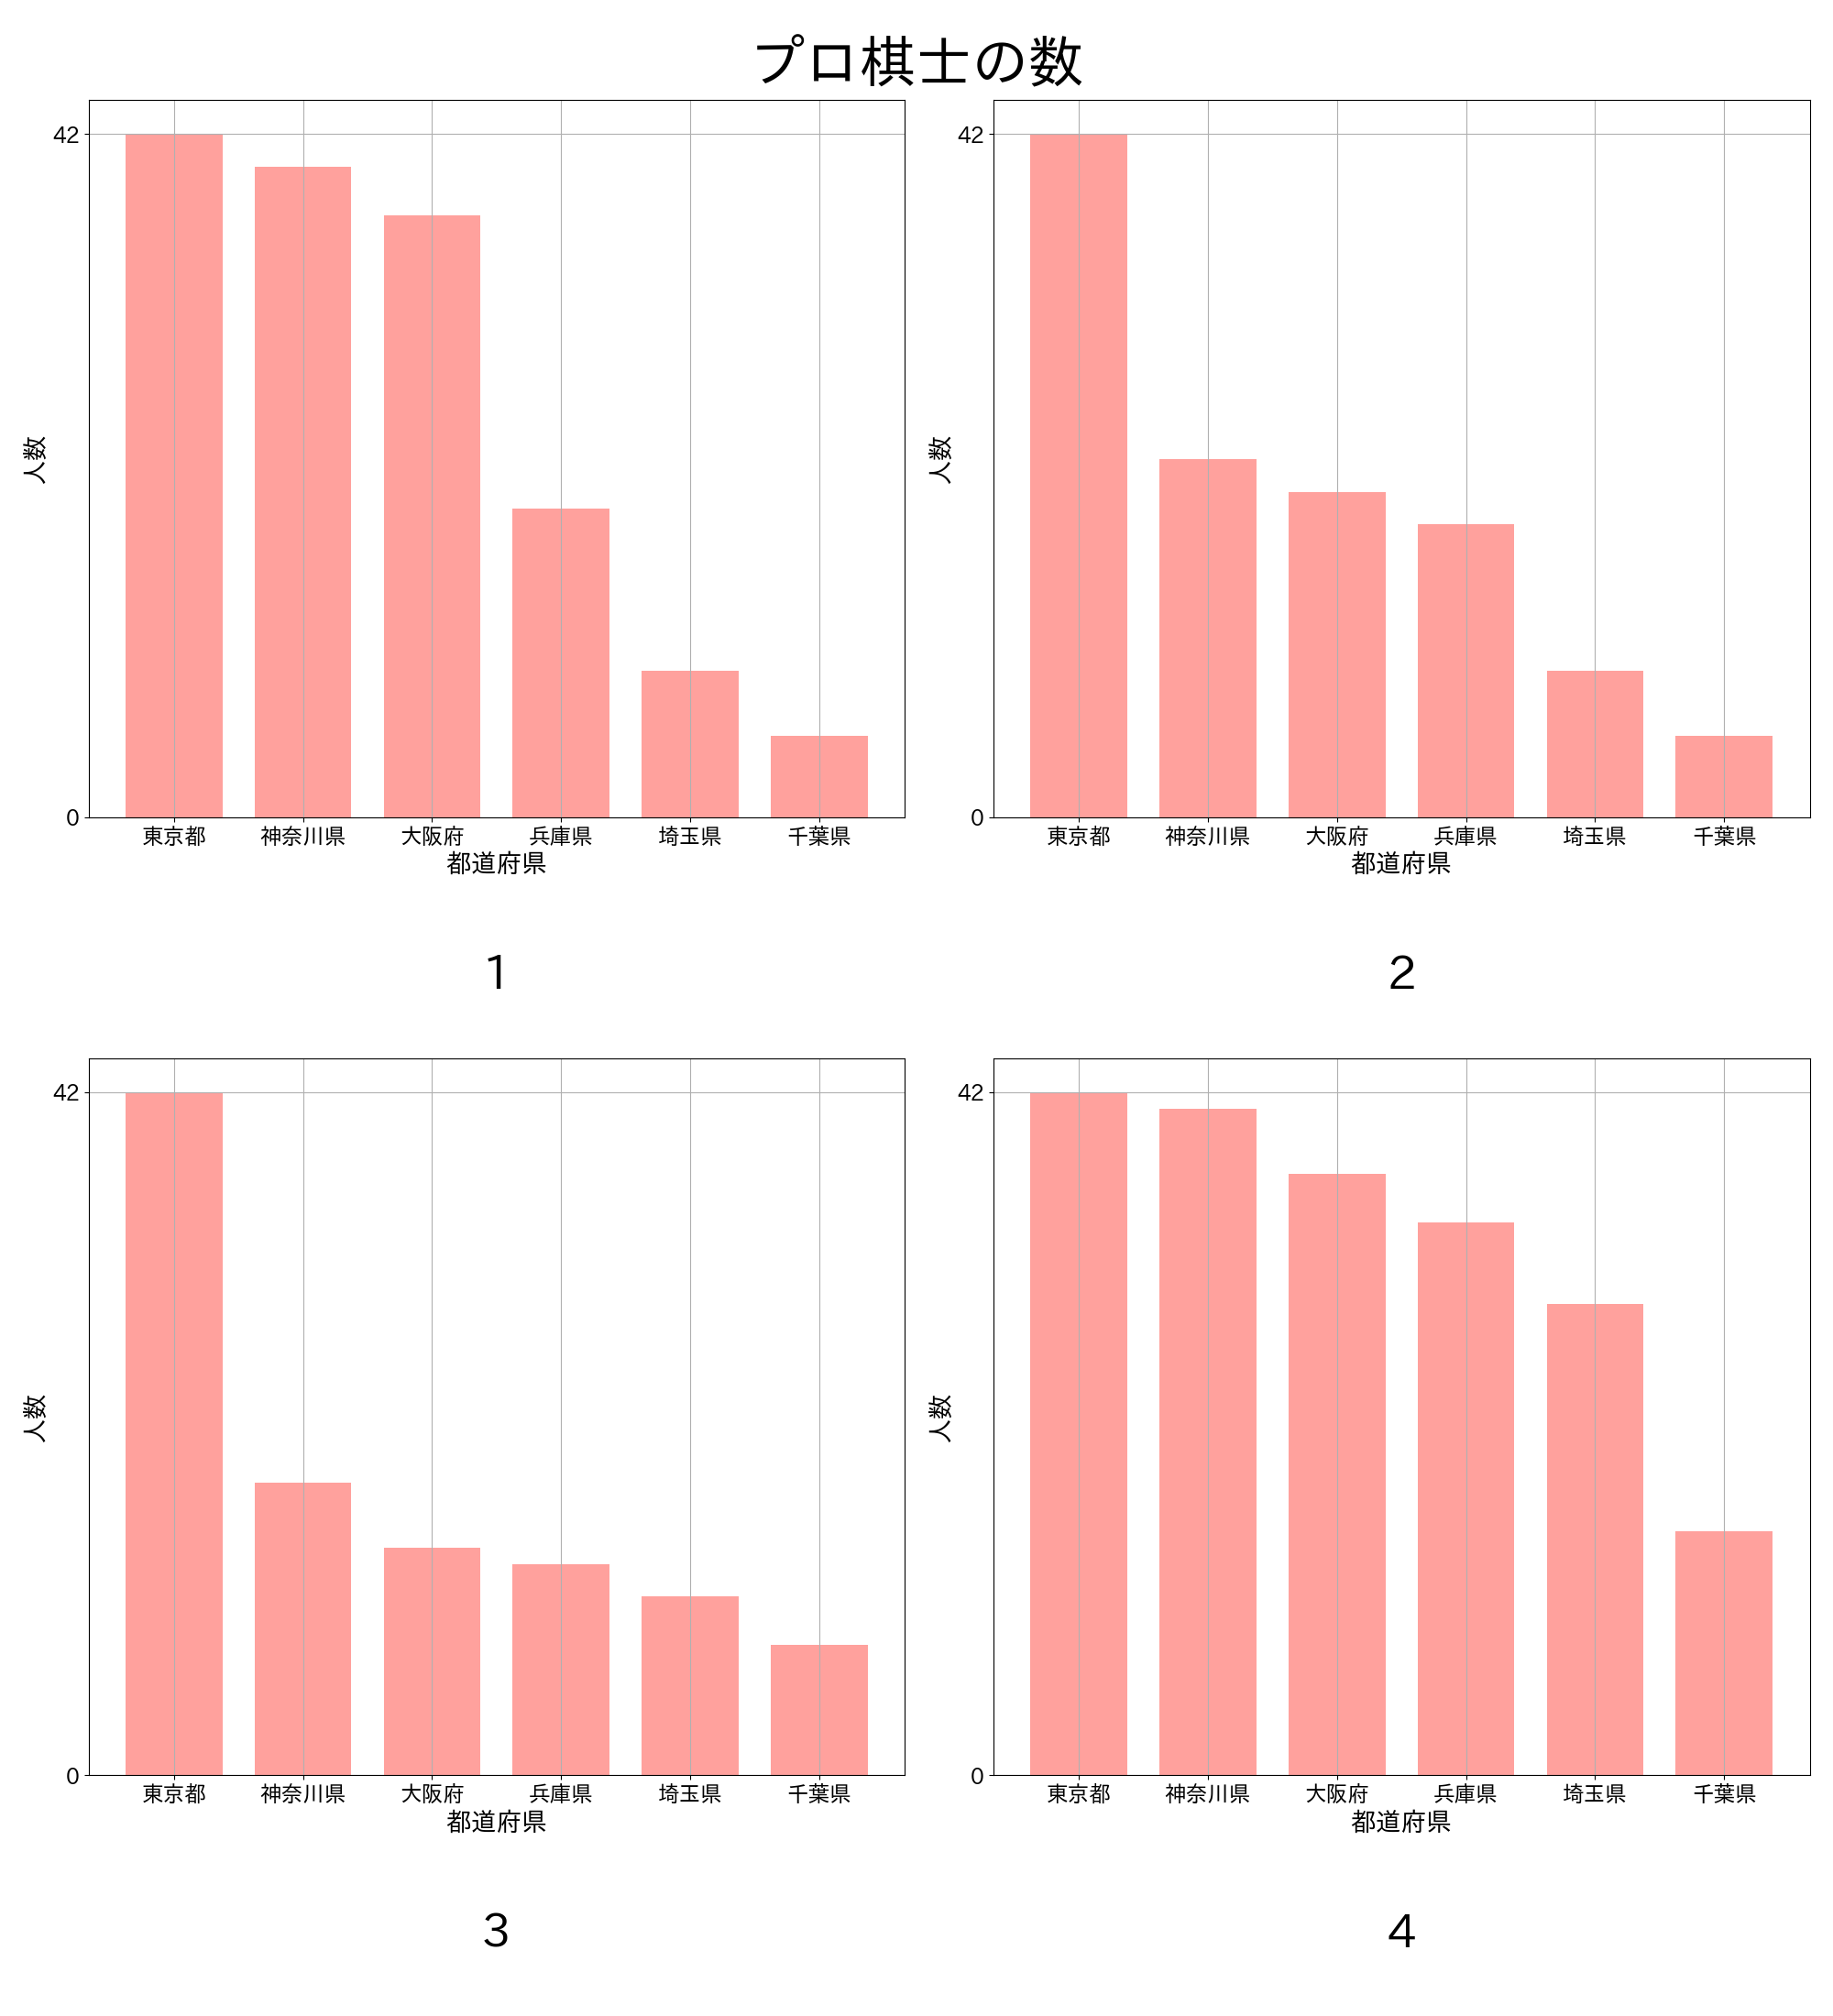 プロ棋士の数
42
0
人数
東京都 神奈川県 大阪府 兵庫県 埼玉県 千葉県
都道府県
1
42
0
人数
東京都 神奈川県 大阪府 兵庫県 埼玉県 千葉県
都道府県
2
42
0
人数
東京都 神奈川県 大阪府 兵庫県 埼玉県 千葉県
都道府県
3
42
0
人数
東京都 神奈川県 大阪府 兵庫県 埼玉県 千葉県
都道府県
4